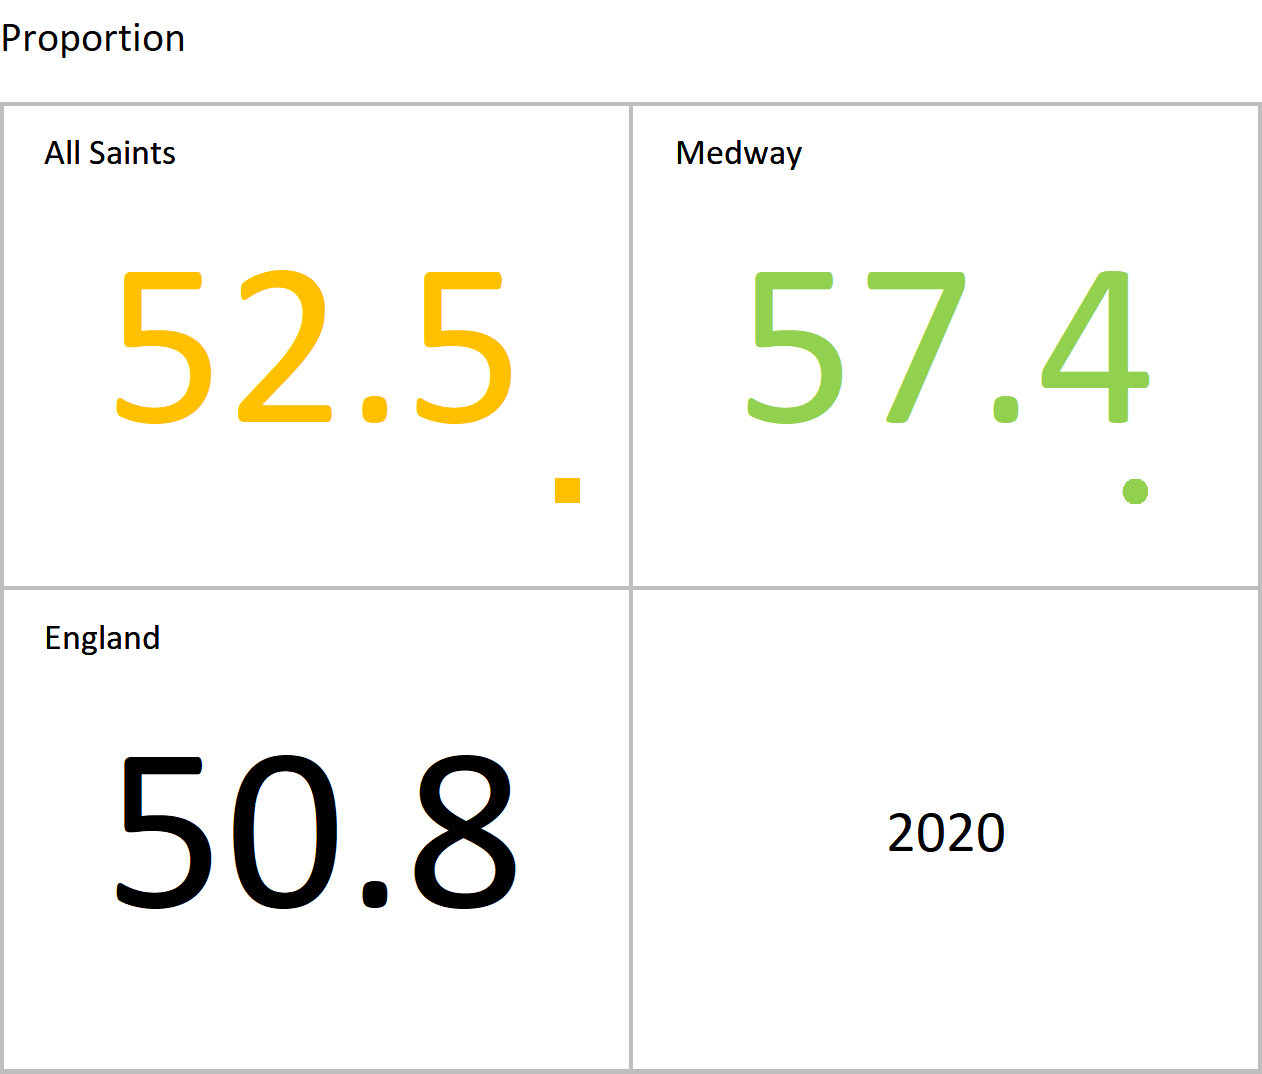 Proportion
All Saints
52.5
Medway
57.4
England
50.8
2020